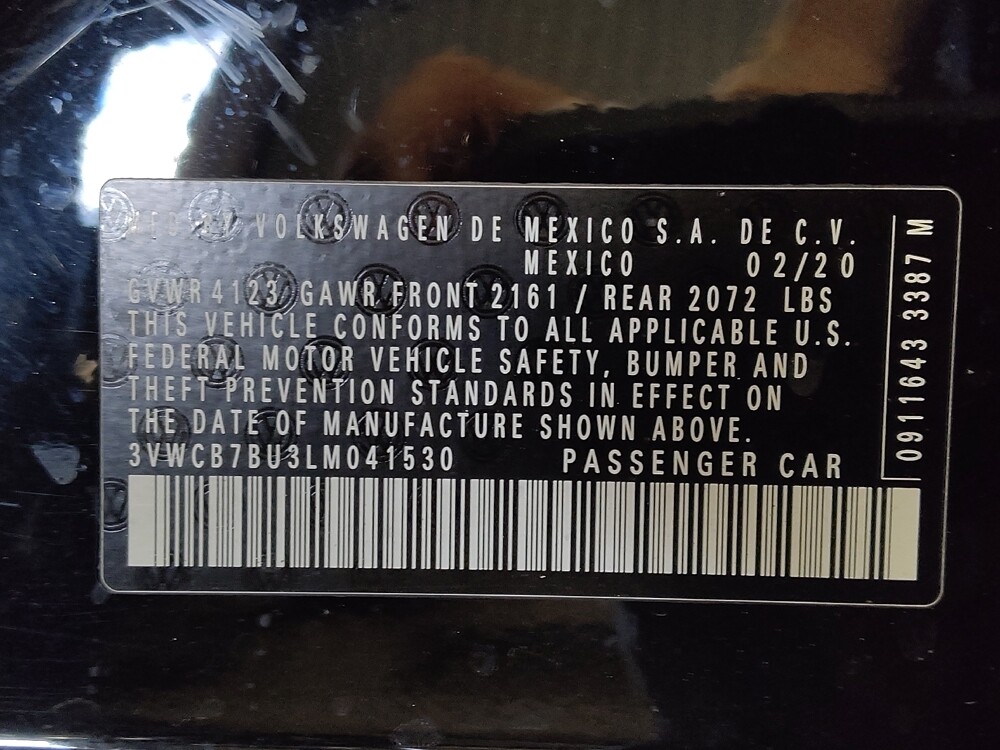 VOLKSWAGEN DE MEXICO S.A. DE C.V.
MEXICO 02/20
GVWR 4123 GAWR FRONT 2161 / REAR 2072 LBS
THIS VEHICLE CONFORMS TO ALL APPLICABLE U.S.
FEDERAL MOTOR VEHICLE SAFETY, BUMPER AND
THEFT PREVENTION STANDARDS IN EFFECT ON
THE DATE OF MANUFACTURE SHOWN ABOVE.
3VWCB7BU3LM041530 PASSENGER CAR
0911643 3387 M